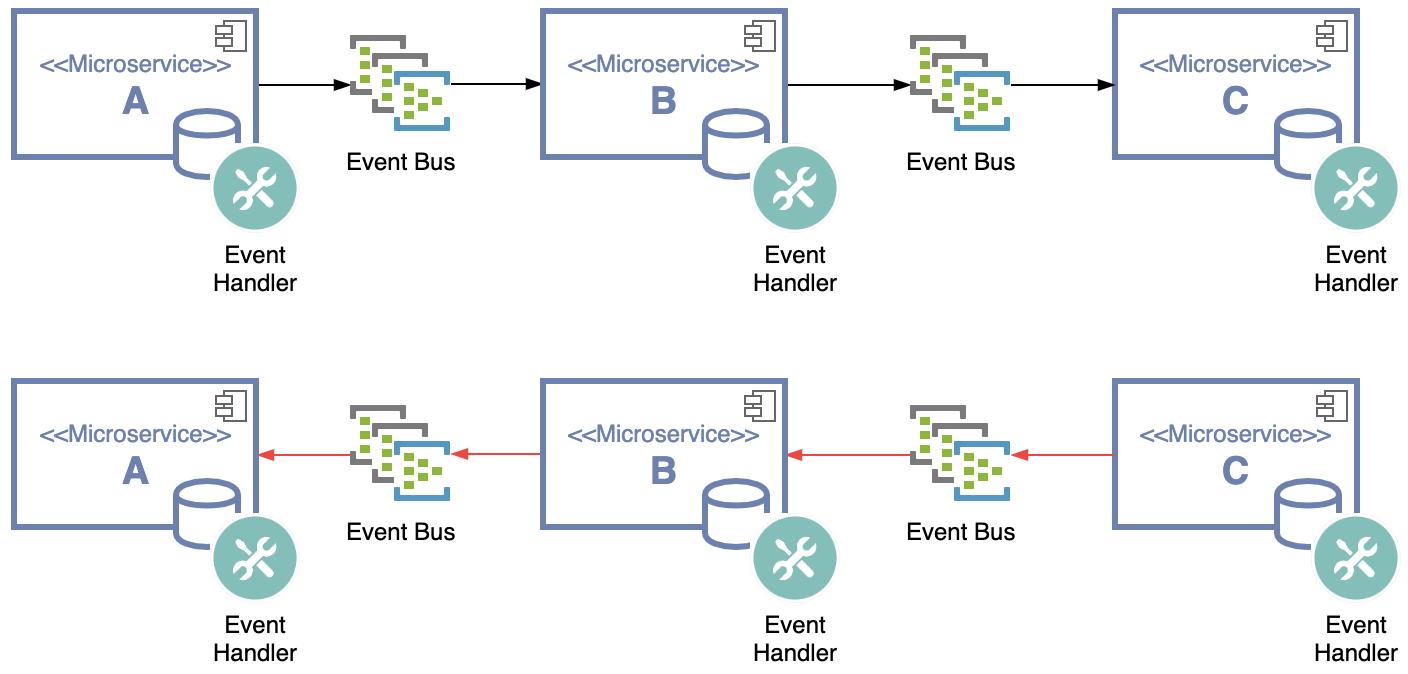 <<Microservice>>
A
Event Bus
<<Microservice>>
B
Event Bus
<<Microservice>>
C
Event
Handler
Event
Handler
Event
Handler
<<Microservice>>
A
Event Bus
<<Microservice>>
B
Event Bus
<<Microservice>>
C
Event
Handler
Event
Handler
Event
Handler